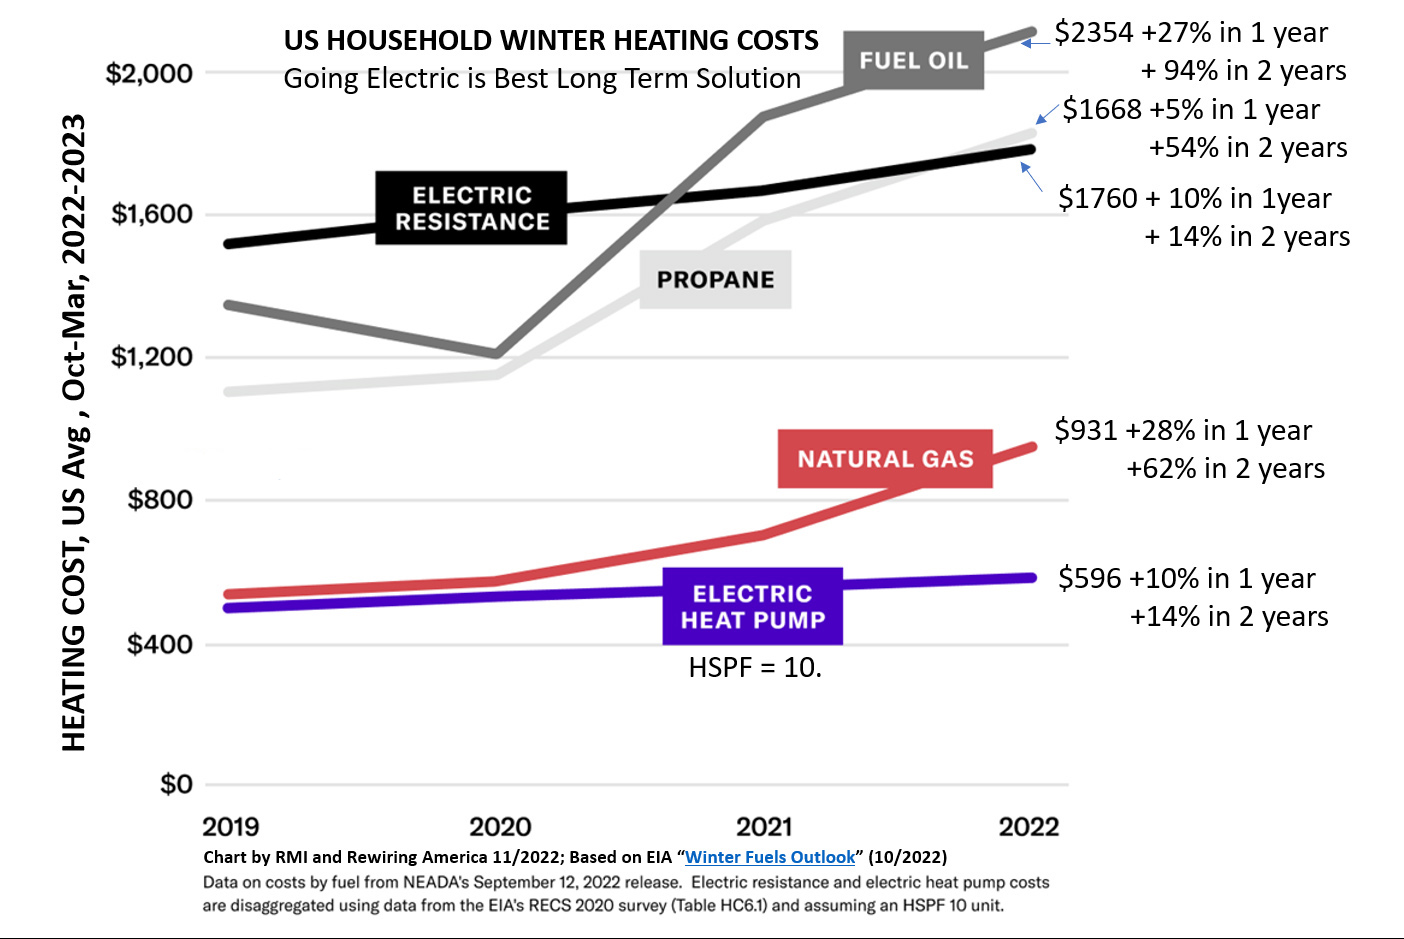 US HOUSEHOLD WINTER HEATING COSTS
Going Electric is Best Long Term Solution
HEATING COST, US Avg , Oct-Mar, 2022-2023
$2,000
$1,600
$1,200
$800
$400
$0
FUEL OIL
ELECTRIC
RESISTANCE
PROPANE
NATURAL GAS
ELECTRIC
HEAT PUMP
HSPF = 10.
$2354 +27% in 1 year
+ 94% in 2 years
$1668 +5% in 1 year
+54% in 2 years
$1760 + 10% in 1year
+ 14% in 2 years
$931 +28% in 1 year
+62% in 2 years
$596 +10% in 1 year
+14% in 2 years
2019 2020 2021 2022
Chart by RMI and Rewiring America 11/2022; Based on EIA “Winter Fuels Outlook” (10/2022)
Data on costs by fuel from NEADA's September 12, 2022 release. Electric resistance and electric heat pump costs
are disaggregated using data from the EIA's RECS 2020 survey (Table HC6.1) and assuming an HSPF 10 unit.